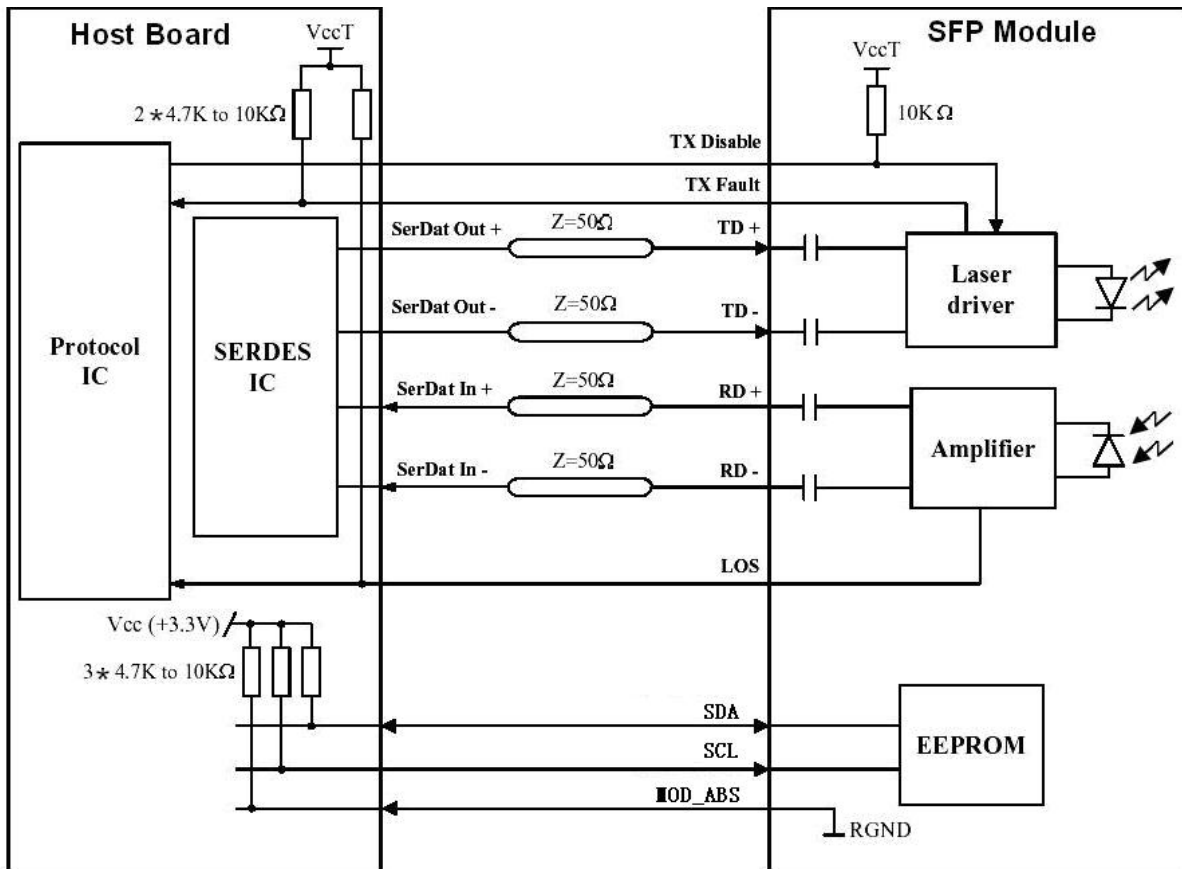 Host Board
SFP Module
VccT
VccT
2*4.7K to 10KΩ
10KΩ
TX Disable
TX Fault
SerDat Out +
Z=50Ω
TD +
SerDat Out -
Z=50Ω
TD -
Laser
driver
Protocol
IC
SERDES
IC
SerDat In +
Z=50Ω
RD +
SerDat In -
Z=50Ω
RD -
Amplifier
LOS
Vcc (+3.3V)
3*4.7K to 10KΩ
SDA
SCL
MOD_ABS
EEPROM
RGND